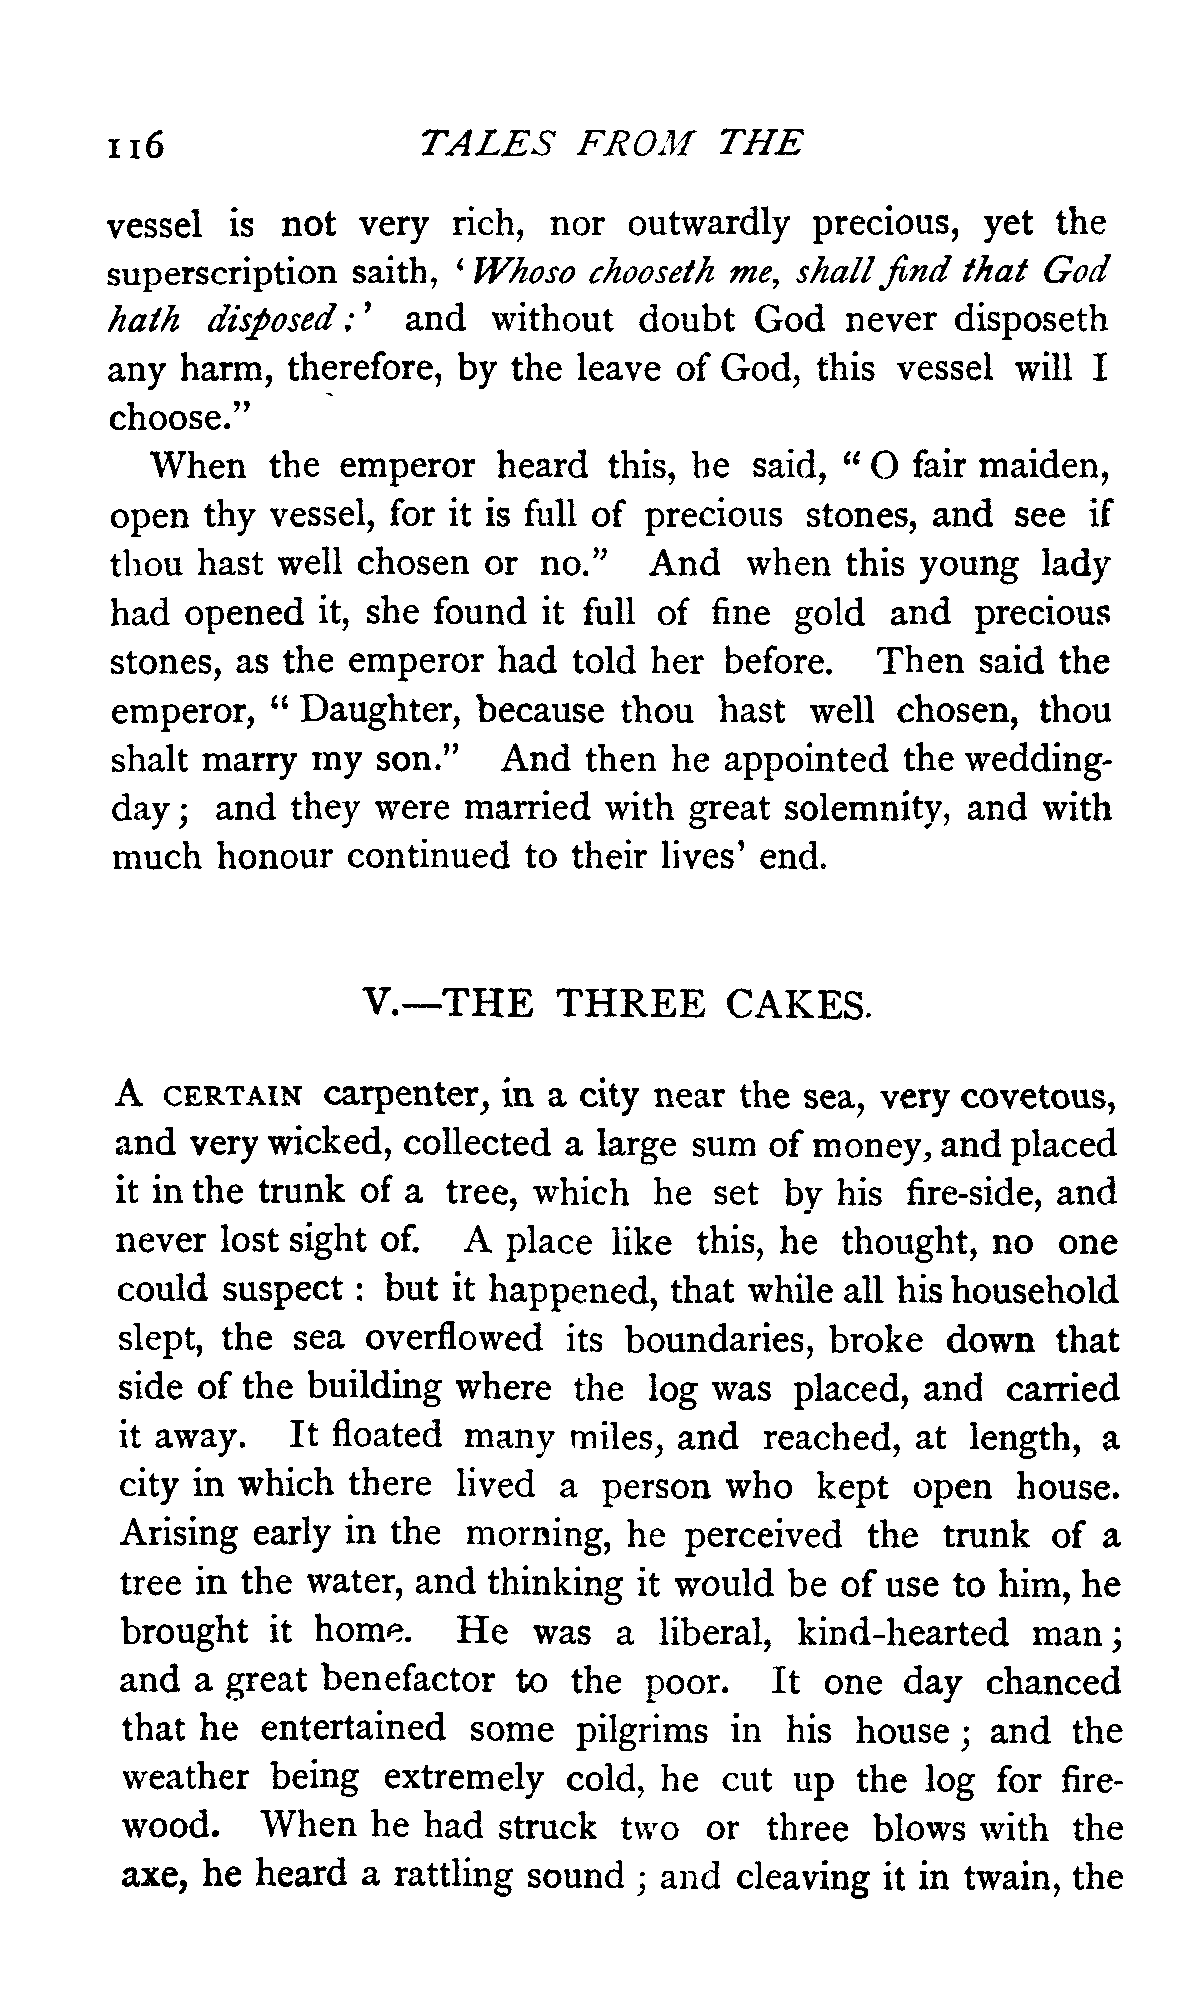 116 TALES FROM THE
vessel is not very rich, nor outwardly precious, yet the
superscription saith, ‘ Whoso chooseth me, shall find that God
hath disposed : ’ and without doubt God never disposeth
any harm, therefore, by the leave of God, this vessel will I
choose.”
When the emperor heard this, he said, “ O fair maiden,
open thy vessel, for it is full of precious stones, and see if
thou hast well chosen or no.” And when this young lady
had opened it, she found it full of fine gold and precious
stones, as the emperor had told her before. Then said the
emperor, “ Daughter, because thou hast well chosen, thou
shalt marry my son.” And then he appointed the wedding-
day ; and they were married with great solemnity, and with
much honour continued to their lives’ end.
V.—THE THREE CAKES.
A CERTAIN carpenter, in a city near the sea, very covetous,
and very wicked, collected a large sum of money, and placed
it in the trunk of a tree, which he set by his fire-side, and
never lost sight of. A place like this, he thought, no one
could suspect : but it happened, that while all his household
slept, the sea overflowed its boundaries, broke down that
side of the building where the log was placed, and carried
it away. It floated many miles, and reached, at length, a
city in which there lived a person who kept open house.
Arising early in the morning, he perceived the trunk of a
tree in the water, and thinking it would be of use to him, he
brought it home. He was a liberal, kind-hearted man ;
and a great benefactor to the poor. It one day chanced
that he entertained some pilgrims in his house ; and the
weather being extremely cold, he cut up the log for fire-
wood. When he had struck two or three blows with the
axe, he heard a rattling sound ; and cleaving it in twain, the